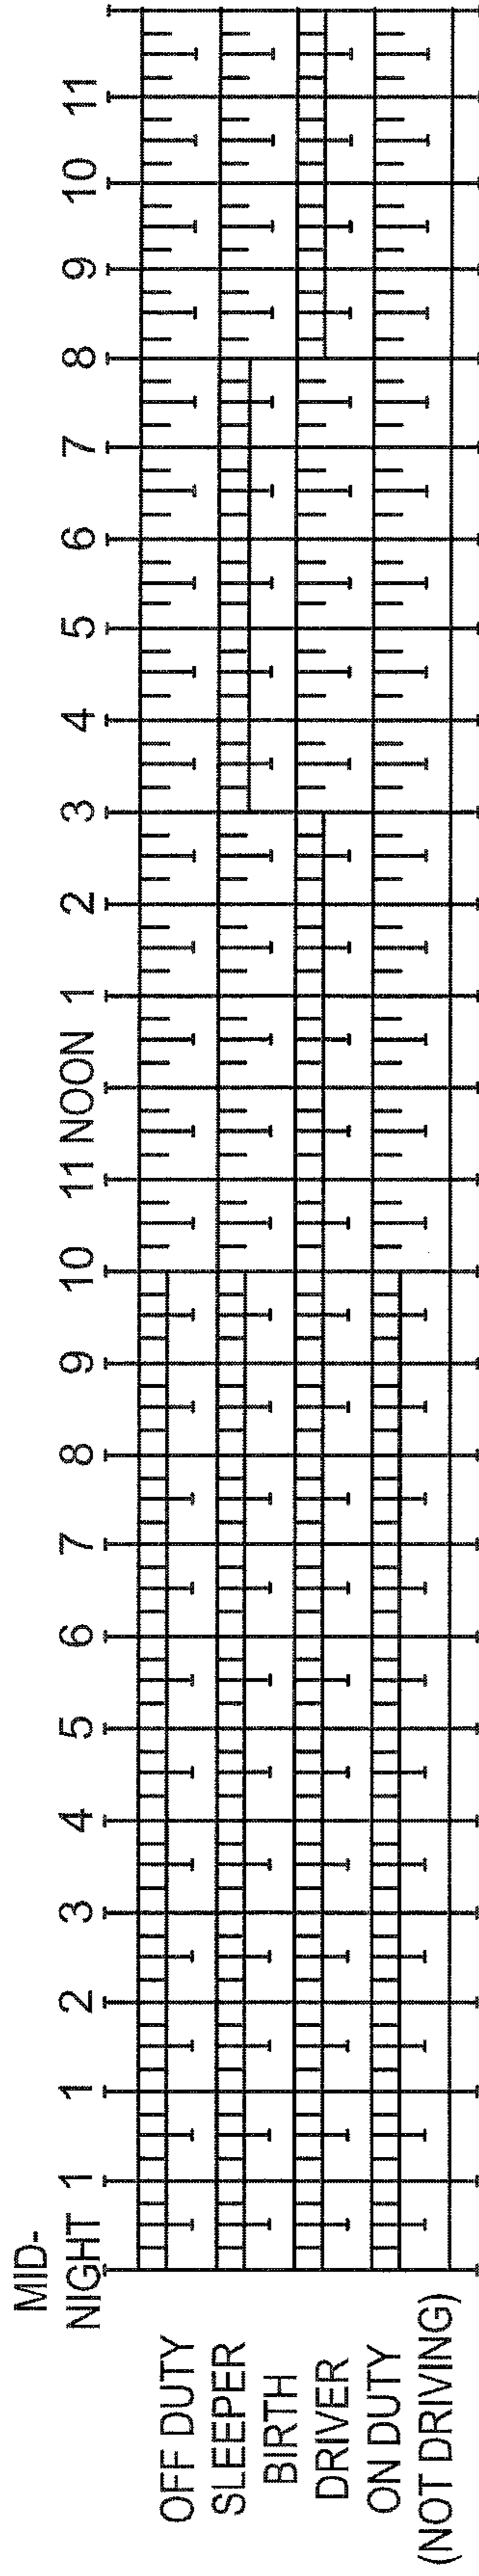 MID-
NIGHT 1 1 2 3 4 5 6 7 8 9 10 11 NOON 1 2 3 4 5 6 7 8 9 10 11
OFF DUTY
SLEEPER
BIRTH
DRIVER
ON DUTY
(NOT DRIVING)